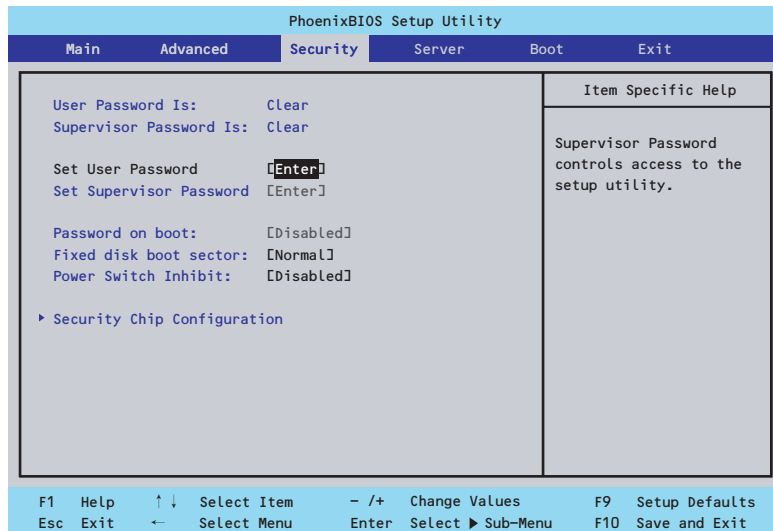 PhoenixBIOS Setup Utility
Main Advanced Security Server Boot Exit
User Password Is: Clear
Supervisor Password Is: Clear
Set User Password [Enter]
Set Supervisor Password [Enter]
Password on boot: [Disabled]
Fixed disk boot sector: [Normal]
Power Switch Inhibit: [Disabled]
▶ Security Chip Configuration
Item Specific Help
Supervisor Password
controls access to the
setup utility.
F1 Help ↑↓ Select Item - /+ Change Values F9 Setup Defaults
Esc Exit ← Select Menu Enter Select ▶ Sub-Menu F10 Save and Exit